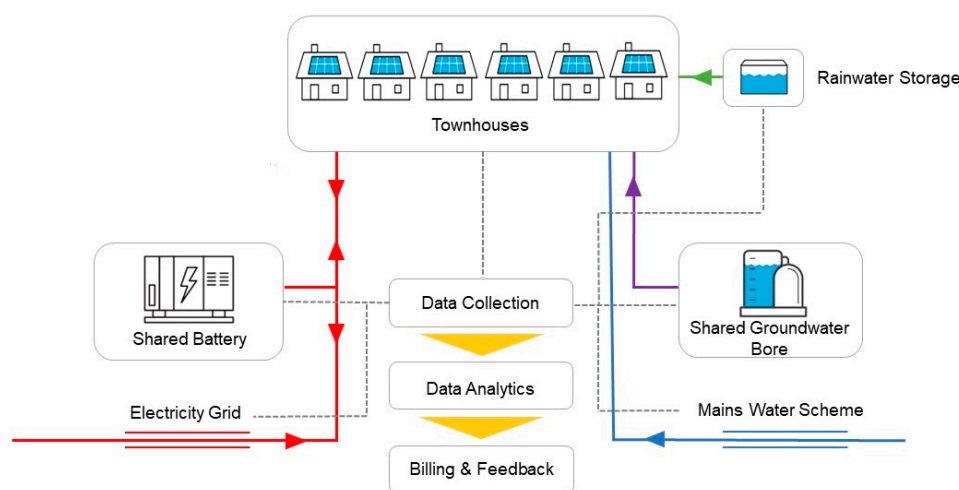 Townhouses
Rainwater Storage
Shared Battery
Data Collection
Shared Groundwater
Bore
Data Analytics
Electricity Grid
Mains Water Scheme
Billing & Feedback